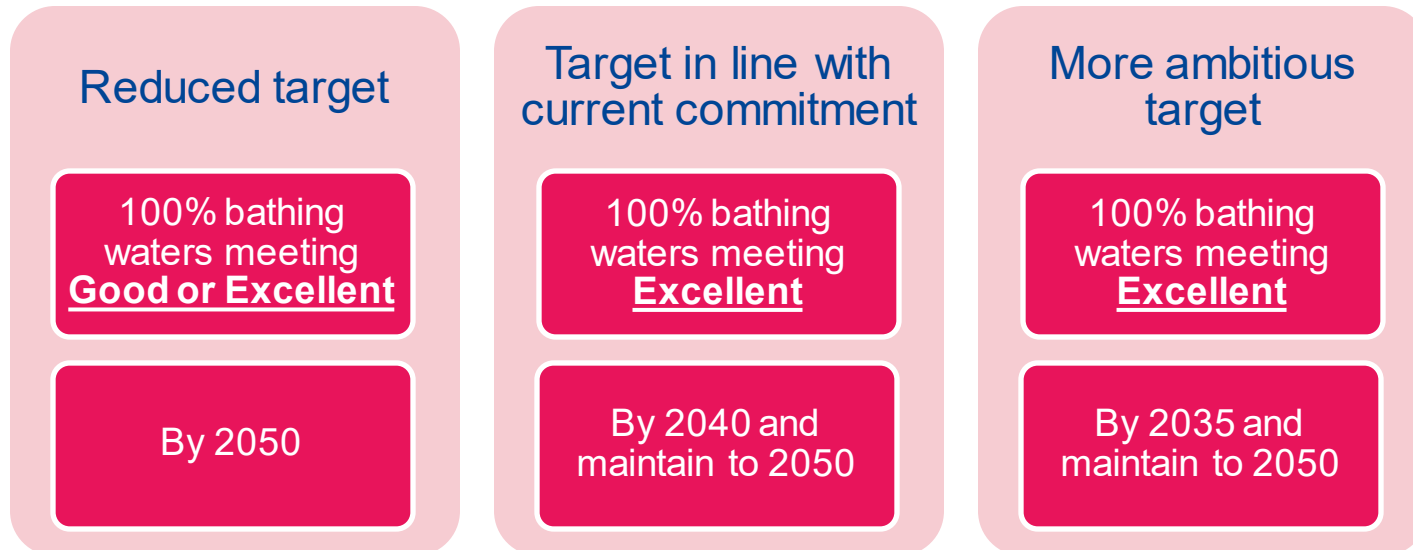 Reduced target
100% bathing
waters meeting
Good or Excellent
By 2050
Target in line with
current commitment
100% bathing
waters meeting
Excellent
By 2040 and
maintain to 2050
More ambitious
target
100% bathing
waters meeting
Excellent
By 2035 and
maintain to 2050